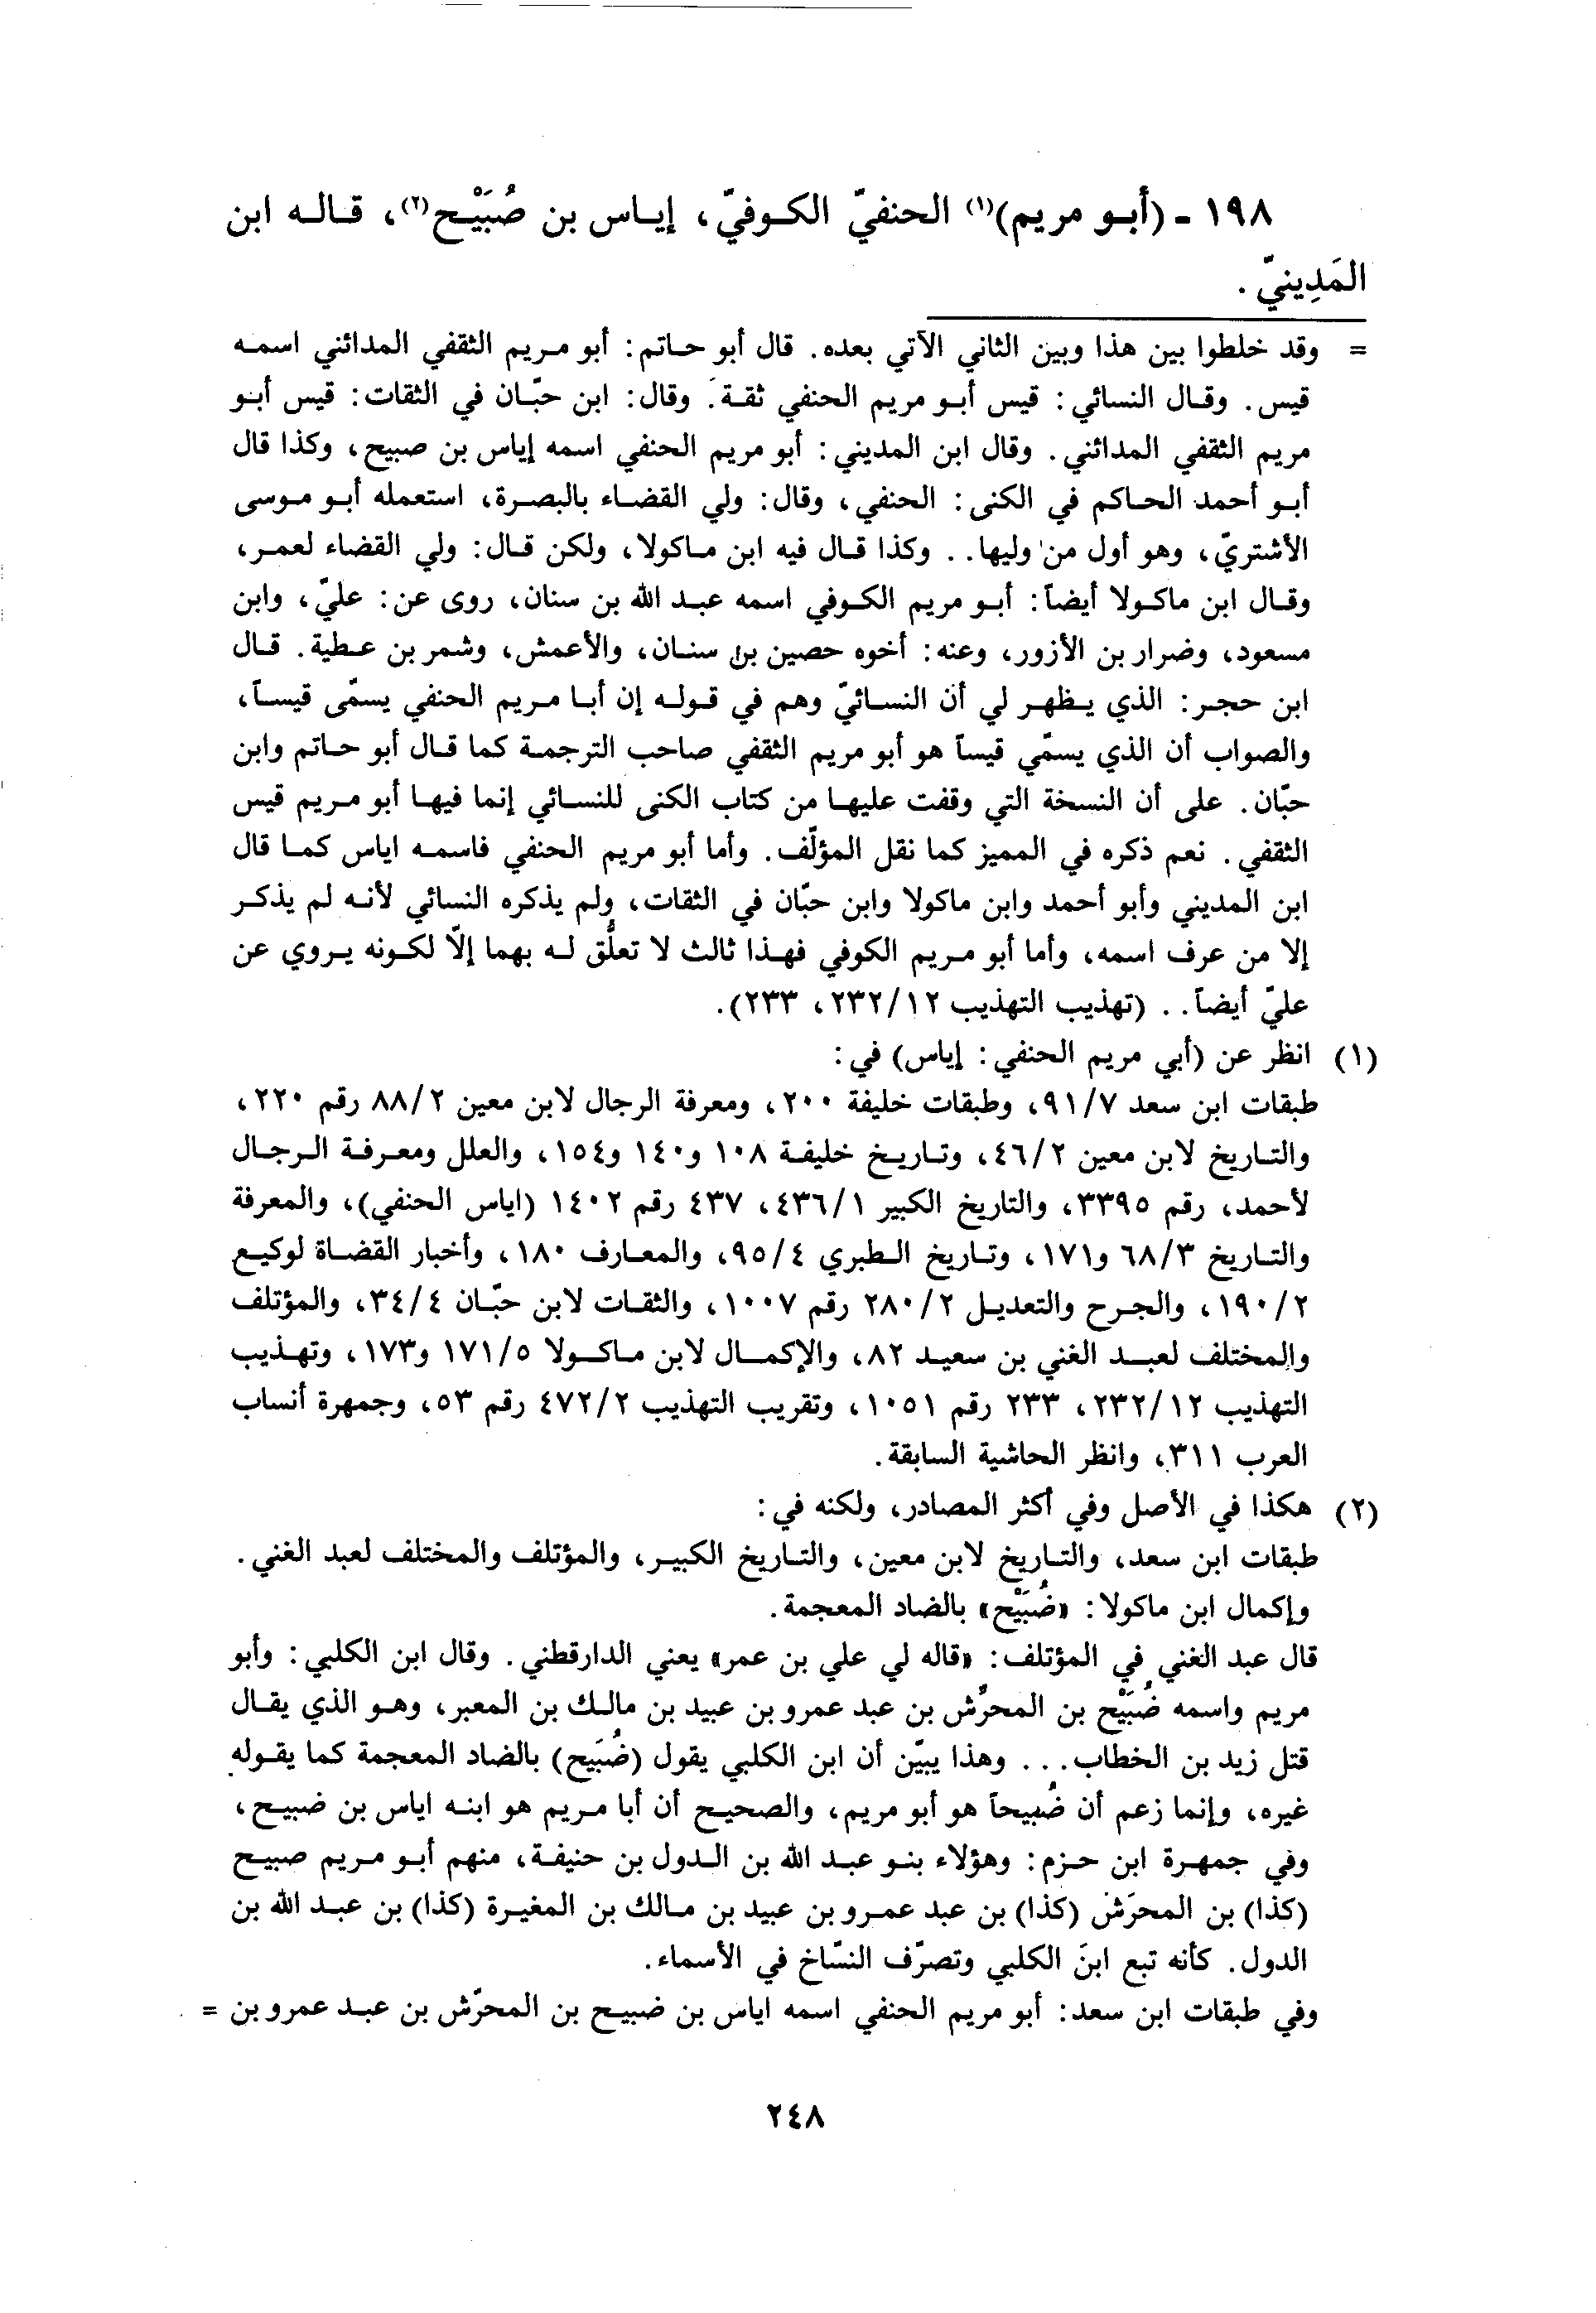 ١٩٨ - (أبو مريم)(١) الحنفيّ الكوفيّ، إياس بن صُبَيْح(٢)، قاله ابن
المَدِينيّ.
= وقد خلطوا بين هذا وبين الثاني الآتي بعده. قال أبو حاتم: أبو مريم الثقفي المدائني اسمه
قيس. وقال النسائي: قيس أبو مريم الحنفي ثقة. وقال: ابن حبّان في الثقات: قيس أبو
مريم الثقفي المدائني. وقال ابن المديني: أبو مريم الحنفي اسمه إياس بن صبيح، وكذا قال
أبو أحمد الحاكم في الكنى: الحنفي، وقال: ولي القضاء بالبصرة، استعمله أبو موسى
الأشتريّ، وهو أول من وليها.. وكذا قال فيه ابن ماكولا، ولكن قال: ولي القضاء لعمر،
وقال ابن ماكولا أيضاً: أبو مريم الكوفي اسمه عبد الله بن سنان، روى عن: عليّ، وابن
مسعود، وضرار بن الأزور، وعنه: أخوه حصين بن سنان، والأعمش، وشمر بن عطية. قال
ابن حجر: الذي يظهر لي أن النسائيّ وهم في قوله إن أبا مريم الحنفي يسمّى قيساً،
والصواب أن الذي يسمّي قيساً هو أبو مريم الثقفي صاحب الترجمة كما قال أبو حاتم وابن
حبّان. على أن النسخة التي وقفت عليها من كتاب الكنى للنسائي إنما فيها أبو مريم قيس
الثقفي. نعم ذكره في المميز كما نقل المؤلّف. وأما أبو مريم الحنفي فاسمه اياس كما قال
ابن المديني وأبو أحمد وابن ماكولا وابن حبّان في الثقات، ولم يذكره النسائي لأنه لم يذكر
إلا من عرف اسمه، وأما أبو مريم الكوفي فهذا ثالث لا تعلُّق له بهما إلّا لكونه يروي عن
عليّ أيضاً.. (تهذيب التهذيب ٢٣٢/١٢، ٢٣٣).
(١) انظر عن (أبي مريم الحنفي: إياس) في:
طبقات ابن سعد ٩١/٧، وطبقات خليفة ٢٠٠، ومعرفة الرجال لابن معين ٨٨/٢ رقم ٢٢٠،
والتاريخ لابن معين ٤٦/٢، وتاريخ خليفة ١٠٨ و١٤٠ و١٥٤، والعلل ومعرفة الرجال
لأحمد، رقم ٣٣٩٥، والتاريخ الكبير ٤٣٦/١، ٤٣٧ رقم ١٤٠٢ (اياس الحنفي)، والمعرفة
والتاريخ ٦٨/٣ و١٧١، وتاريخ الطبري ٩٥/٤، والمعارف ١٨٠، وأخبار القضاة لوكيع
١٩٠/٢، والجرح والتعديل ٢٨٠/٢ رقم ١٠٠٧، والثقات لابن حبّان ٣٤/٤، والمؤتلف
والمختلف لعبد الغني بن سعيد ٨٢، والإكمال لابن ماكولا ١٧١/٥ و١٧٣، وتهذيب
التهذيب ٢٣٢/١٢، ٢٣٣ رقم ١٠٥١، وتقريب التهذيب ٤٧٢/٢ رقم ٥٣، وجمهرة أنساب
العرب ٣١١، وانظر الحاشية السابقة.
(٢) هكذا في الأصل وفي أكثر المصادر، ولكنه في:
طبقات ابن سعد، والتاريخ لابن معين، والتاريخ الكبير، والمؤتلف والمختلف لعبد الغني.
وإكمال ابن ماكولا: «ضُبَيْح» بالضاد المعجمة.
قال عبد الغني في المؤتلف: «قاله لي علي بن عمر» يعني الدارقطني. وقال ابن الكلبي: وأبو
مريم واسمه ضُبَيْح بن المحرِّش بن عبد عمرو بن عبيد بن مالك بن المعبر، وهو الذي يقال
قتل زيد بن الخطاب... وهذا يبيّن أن ابن الكلبي يقول (ضُبَيح) بالضاد المعجمة كما يقوله
غيره، وإنما زعم أن ضُبيحاً هو أبو مريم، والصحيح أن أبا مريم هو ابنه اياس بن ضبيح،
وفي جمهرة ابن حزم: وهؤلاء بنو عبد الله بن الدول بن حنيفة، منهم أبو مريم صبيح
(كذا) بن المحرَش (كذا) بن عبد عمرو بن عبيد بن مالك بن المغيرة (كذا) بن عبد الله بن
الدول. كأنه تبع ابنَ الكلبي وتصرّف النسّاخ في الأسماء.
وفي طبقات ابن سعد: أبو مريم الحنفي اسمه اياس بن ضبيح بن المحرّش بن عبد عمرو بن =
٢٤٨